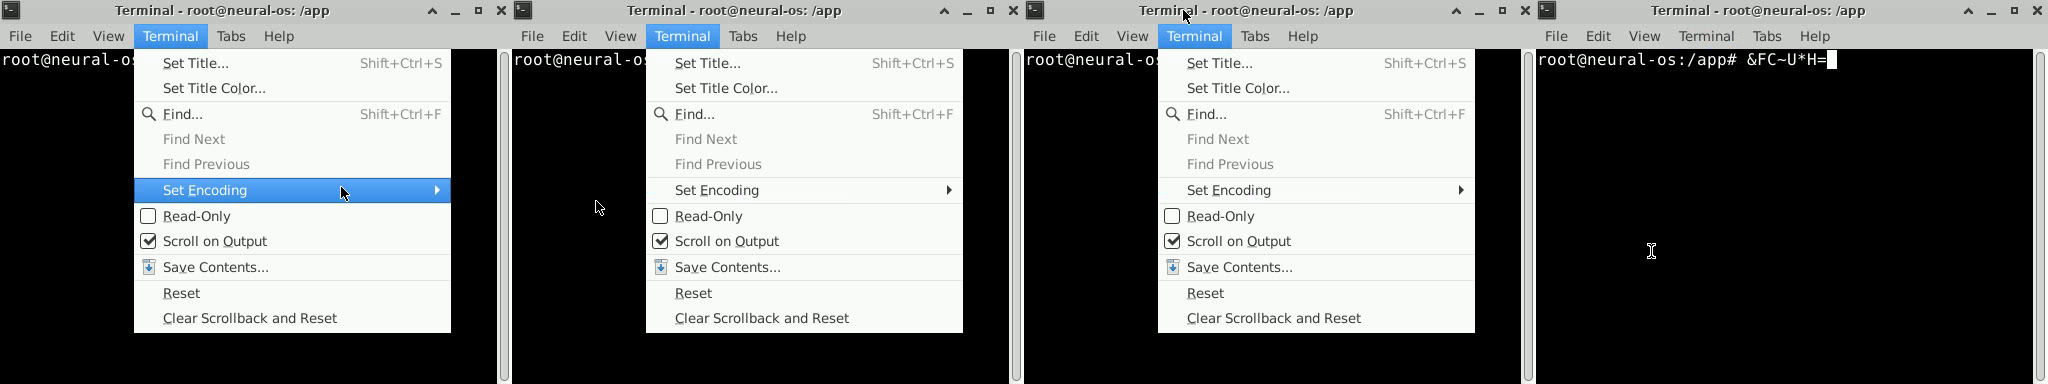 Terminal - root@neural-os: /app
File Edit View Terminal Tabs Help
root@neural-os
Set Title... Shift+Ctrl+S
Set Title Color...
Find... Shift+Ctrl+F
Find Next
Find Previous
Set Encoding
Read-Only
Scroll on Output
Save Contents...
Reset
Clear Scrollback and Reset
Terminal - root@neural-os: /app
File Edit View Terminal Tabs Help
root@neural-os
Set Title... Shift+Ctrl+S
Set Title Color...
Find... Shift+Ctrl+F
Find Next
Find Previous
Set Encoding
Read-Only
Scroll on Output
Save Contents...
Reset
Clear Scrollback and Reset
Terminal - root@neural-os: /app
File Edit View Terminal Tabs Help
root@neural-os
Set Title... Shift+Ctrl+S
Set Title Color...
Find... Shift+Ctrl+F
Find Next
Find Previous
Set Encoding
Read-Only
Scroll on Output
Save Contents...
Reset
Clear Scrollback and Reset
Terminal - root@neural-os: /app
File Edit View Terminal Tabs Help
root@neural-os:/app# &FC~U*H=